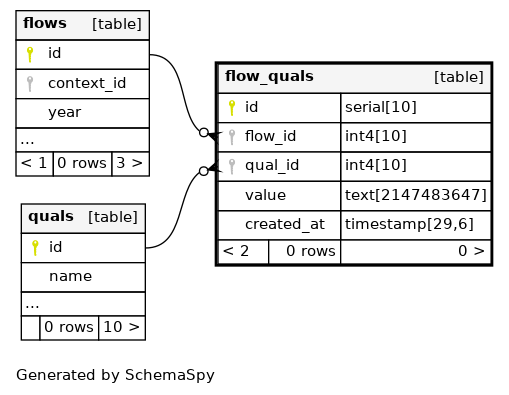 flows [table]
id
context_id
year
...
< 1 0 rows 3 >
quals [table]
id
name
...
0 rows 10 >
flow_quals [table]
id serial[10]
flow_id int4[10]
qual_id int4[10]
value text[2147483647]
created_at timestamp[29,6]
< 2 0 rows 0 >
Generated by SchemaSpy